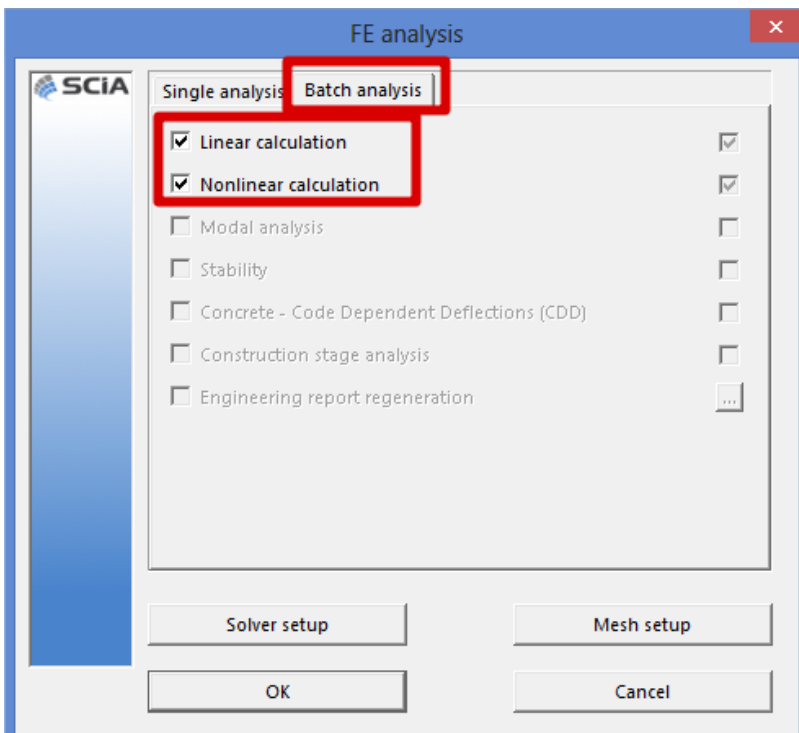 FE analysis
SCiA
Single analysis
Batch analysis
Linear calculation
Nonlinear calculation
Modal analysis
Stability
Concrete - Code Dependent Deflections (CDD)
Construction stage analysis
Engineering report regeneration
...
Solver setup
Mesh setup
OK
Cancel